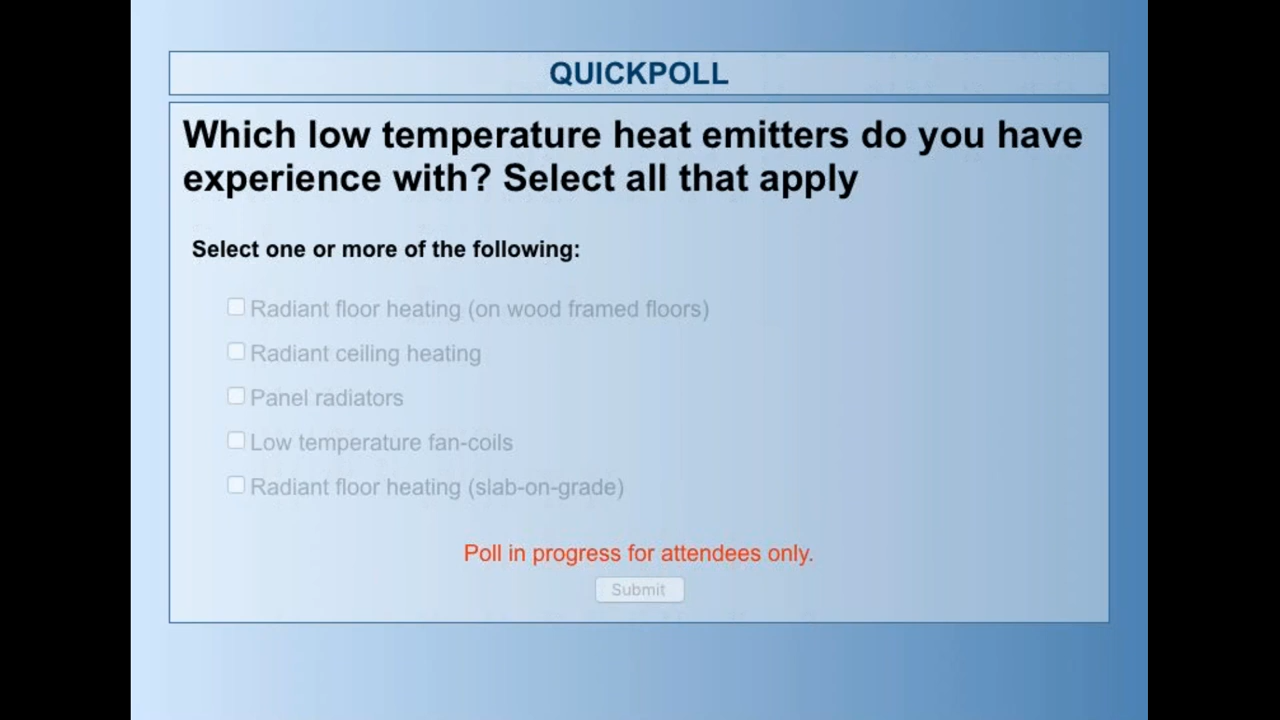 QUICKPOLL
Which low temperature heat emitters do you have
experience with? Select all that apply
Select one or more of the following:
Radiant floor heating (on wood framed floors)
Radiant ceiling heating
Panel radiators
Low temperature fan-coils
Radiant floor heating (slab-on-grade)
Poll in progress for attendees only.
Submit